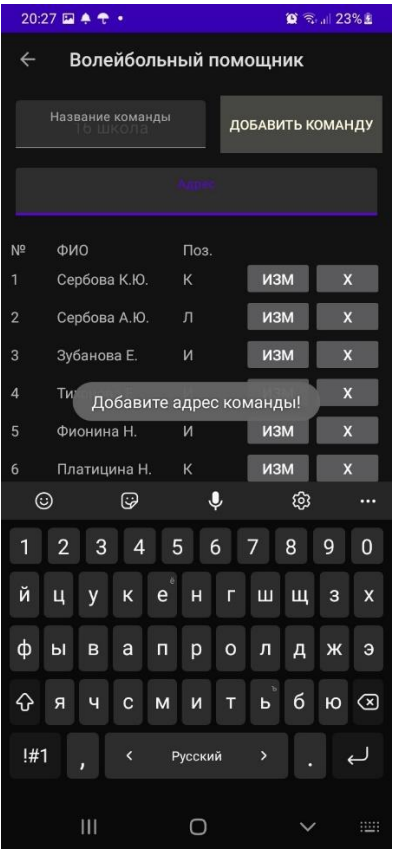 20:27 23%
Волейбольный помощник
Название команды
16 школа
ДОБАВИТЬ КОМАНДУ
Адрес
№ ФИО Поз.
1 Сербова К.Ю. К ИЗМ X
2 Сербова А.Ю. Л ИЗМ X
3 Зубанова Е. И ИЗМ X
4 X
Добавите адрес команды!
5 Фионина Н. И ИЗМ X
6 Платицина Н. К ИЗМ X
1 2 3 4 5 6 7 8 9 0
й ц у к е ё н г ш щ з х
ф ы в а п р о л д ж э
я ч с м и т ь ъ б ю
!#1 , < Русский > .